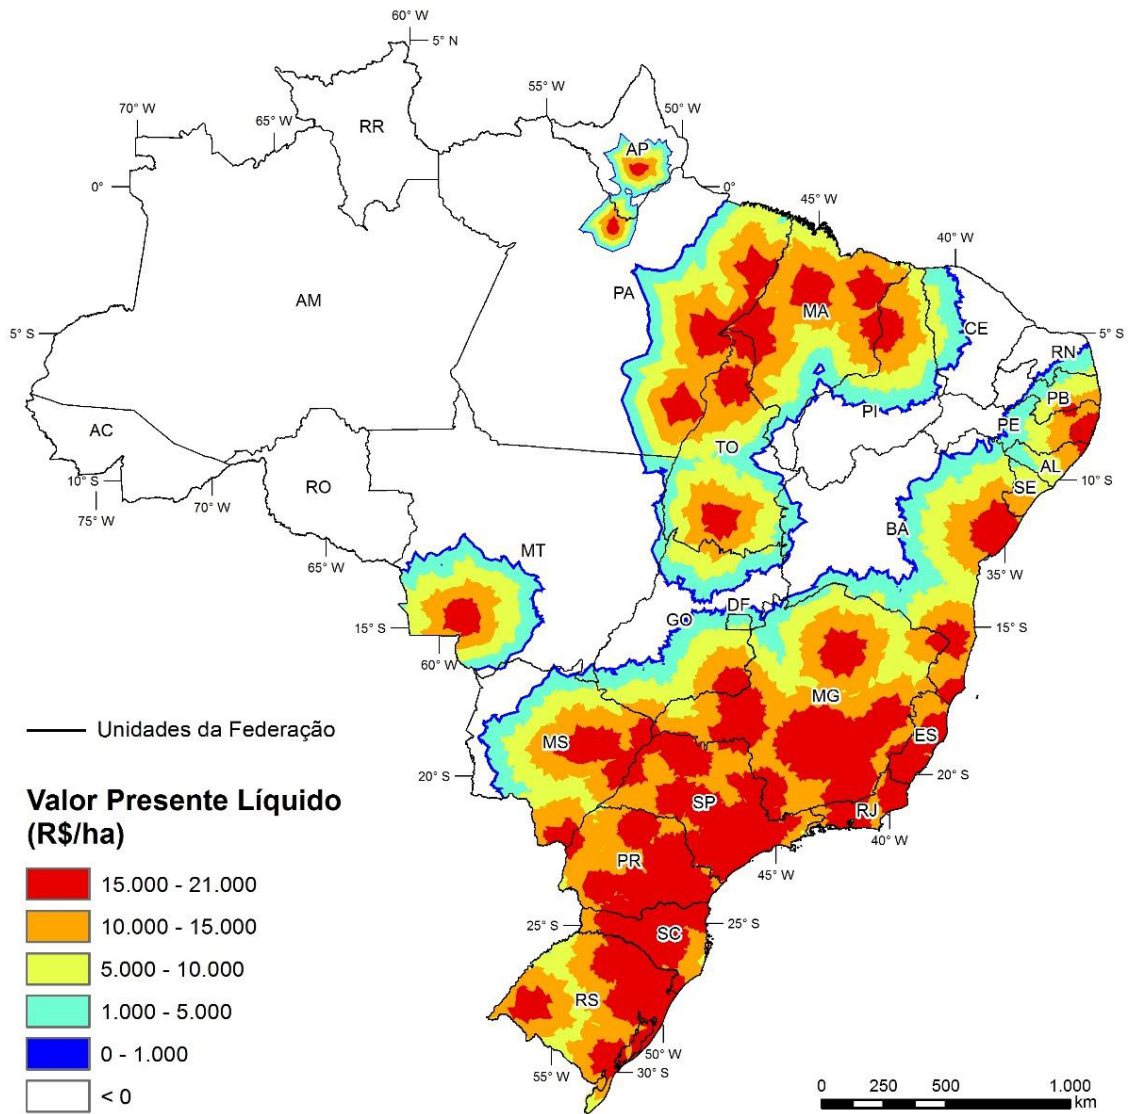 60° W
5° N
55° W
50° W
70° W
65° W
RR
AP
0°
0°
45° W
40° W
AM
PA
MA
CE
5° S
5° S
RN
PB
PI
PE
AC
TO
AL
10° S
10° S
SE
75° W
70° W
RO
BA
MT
35° W
65° W
DF
GO
15° S
15° S
60° W
MG
Unidades da Federação
MS
ES
20° S
20° S
Valor Presente Líquido
(R$/ha)
SP
RJ
40° W
PR
45° W
15.000 - 21.000
10.000 - 15.000
25° S
SC
25° S
5.000 - 10.000
RS
1.000 - 5.000
0 - 1.000
50° W
55° W
30° S
< 0
0 250 500 1.000
km